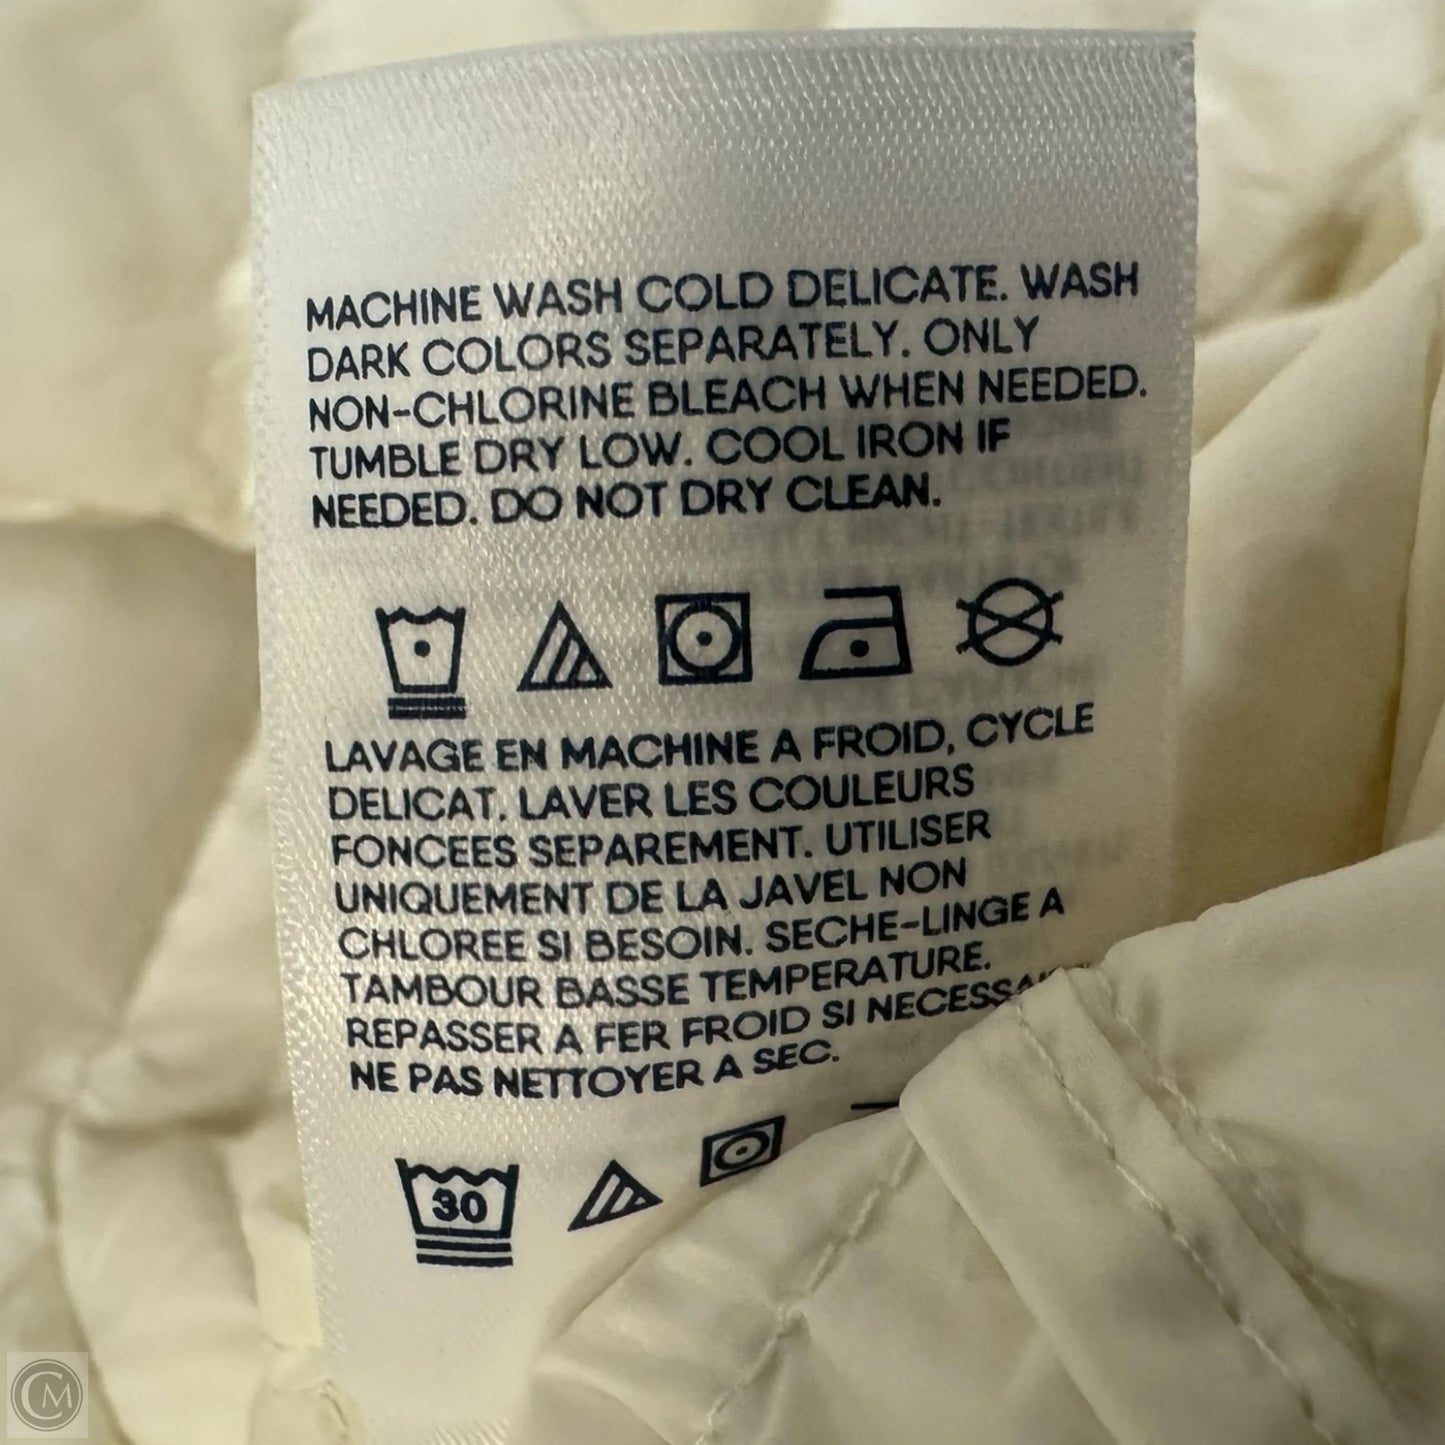 MACHINE WASH COLD DELICATE. WASH
DARK COLORS SEPARATELY. ONLY
NON-CHLORINE BLEACH WHEN NEEDED.
TUMBLE DRY LOW. COOL IRON IF
NEEDED. DO NOT DRY CLEAN.
LAVAGE EN MACHINE A FROID, CYCLE
DELICAT. LAVER LES COULEURS
FONCEES SEPAREMENT. UTILISER
UNIQUEMENT DE LA JAVEL NON
CHLOREE SI BESOIN. SECHE-LINGE A
TAMBOUR BASSE TEMPERATURE.
REPASSER A FER FROID SI
NE PAS NETTOYER A SEC.
30
CM